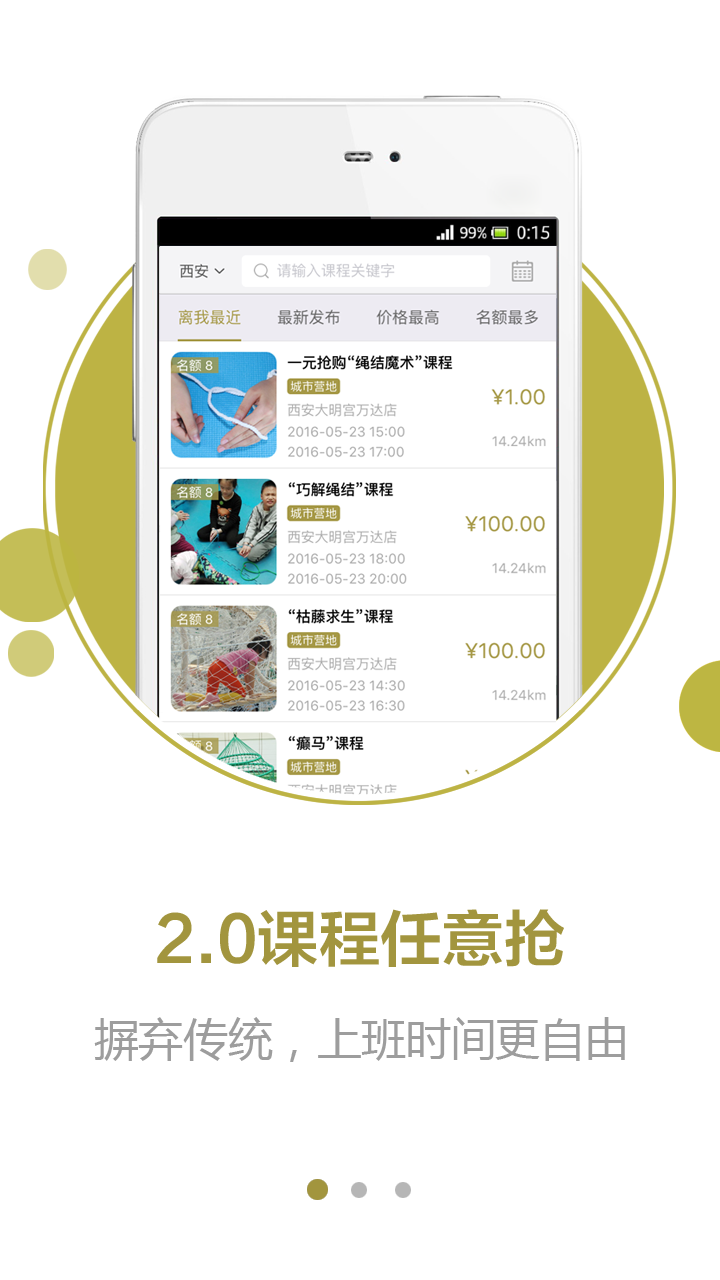 99% 0:15
西安 请输入课程关键字
离我最近 最新发布 价格最高 名额最多
名额 8
一元抢购“绳结魔术”课程
城市营地
¥1.00
西安大明宫万达店
2016-05-23 15:00
14.24km
2016-05-23 17:00
名额 8
“巧解绳结”课程
城市营地
¥100.00
西安大明宫万达店
2016-05-23 18:00
14.24km
2016-05-23 20:00
名额 8
“枯藤求生”课程
城市营地
¥100.00
西安大明宫万达店
2016-05-23 14:30
14.24km
2016-05-23 16:30
8
“癫马”课程
城市营地
西安大明宫万达店
2.0课程任意抢
摒弃传统，上班时间更自由